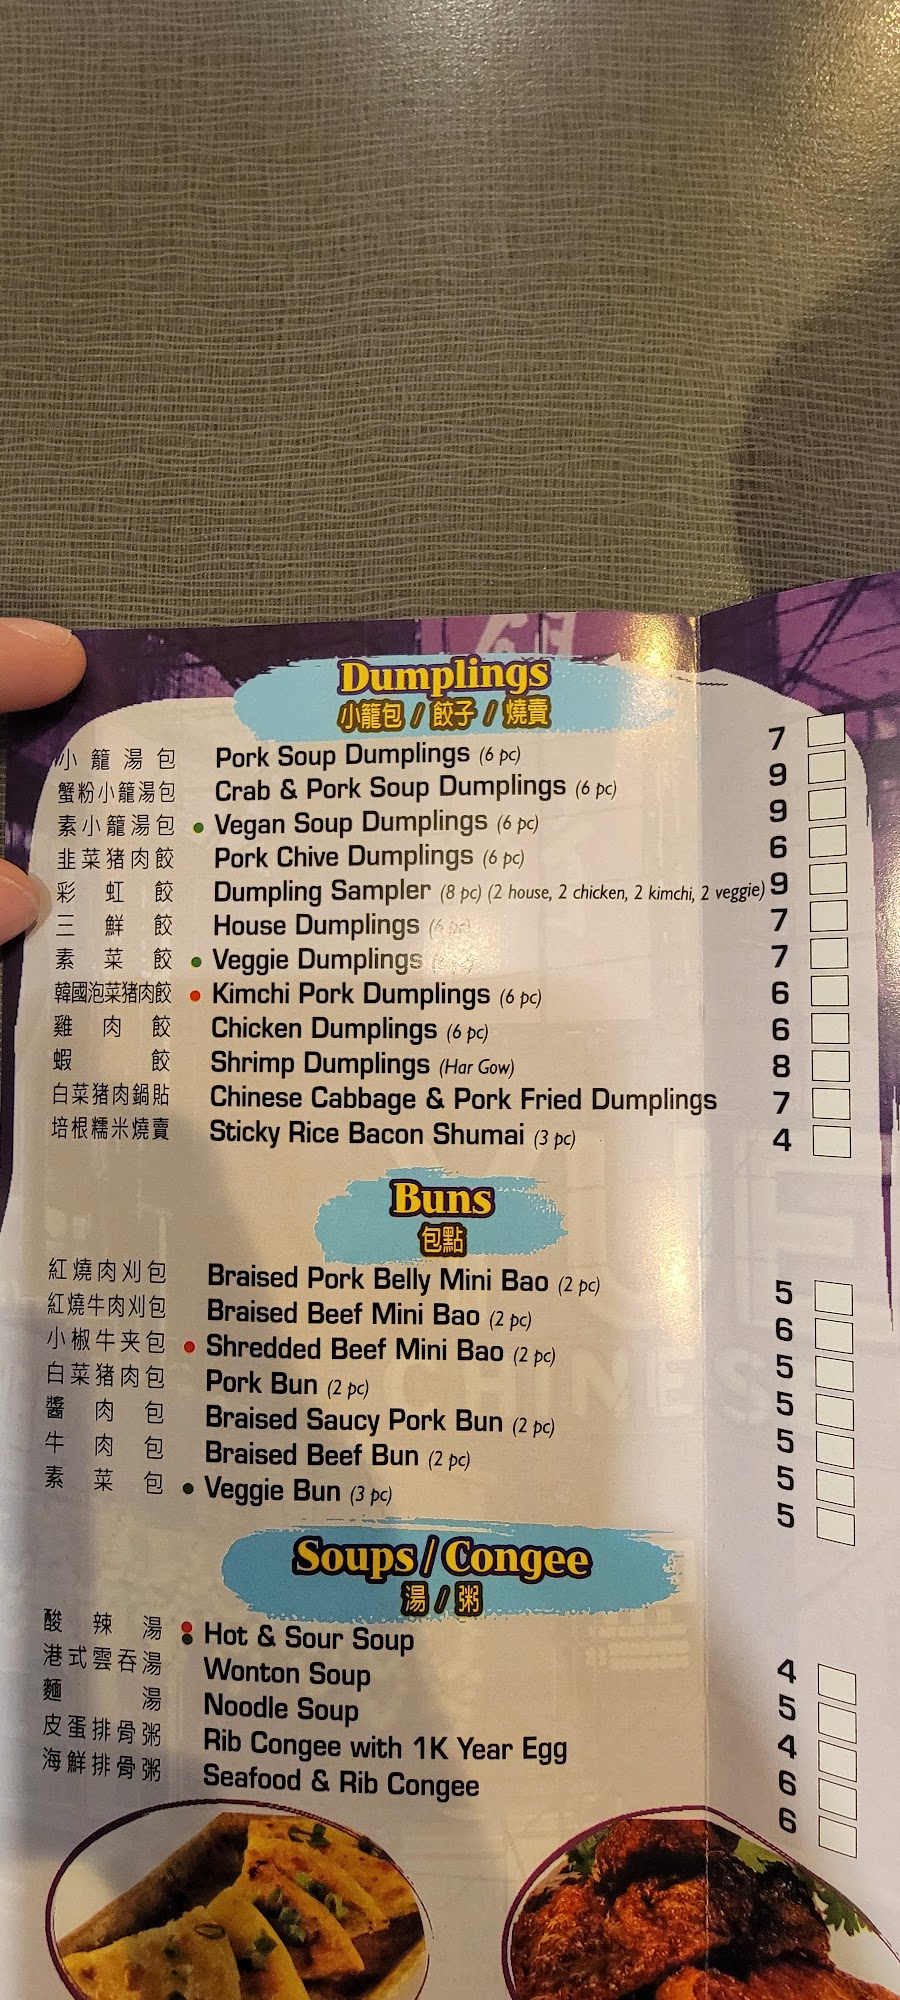 Dumplings
小籠包 / 餃子 / 燒賣
小籠湯包 Pork Soup Dumplings (6 pc) 7
蟹粉小籠湯包 Crab & Pork Soup Dumplings (6 pc) 9
素小籠湯包 Vegan Soup Dumplings (6 pc) 9
韭菜猪肉餃 Pork Chive Dumplings (6 pc) 6
彩虹餃 Dumpling Sampler (8 pc) (2 house, 2 chicken, 2 kimchi, 2 veggie) 9
三鮮餃 House Dumplings (6 pc) 7
素菜餃 Veggie Dumplings 7
韓國泡菜猪肉餃 Kimchi Pork Dumplings (6 pc) 6
雞肉餃 Chicken Dumplings (6 pc) 6
蝦餃 Shrimp Dumplings (Har Gow) 8
白菜猪肉鍋貼 Chinese Cabbage & Pork Fried Dumplings 7
培根糯米燒賣 Sticky Rice Bacon Shumai (3 pc) 4
Buns
包點
紅燒肉刈包 Braised Pork Belly Mini Bao (2 pc) 5
紅燒牛肉刈包 Braised Beef Mini Bao (2 pc) 6
小椒牛夹包 Shredded Beef Mini Bao (2 pc) 5
白菜猪肉包 Pork Bun (2 pc) 5
醬肉包 Braised Saucy Pork Bun (2 pc) 5
牛肉包 Braised Beef Bun (2 pc) 5
素菜包 Veggie Bun (3 pc) 5
Soups / Congee
湯 / 粥
酸辣湯 Hot & Sour Soup 4
港式雲吞湯 Wonton Soup 5
麵湯 Noodle Soup 4
皮蛋排骨粥 Rib Congee with 1K Year Egg 6
海鮮排骨粥 Seafood & Rib Congee 6